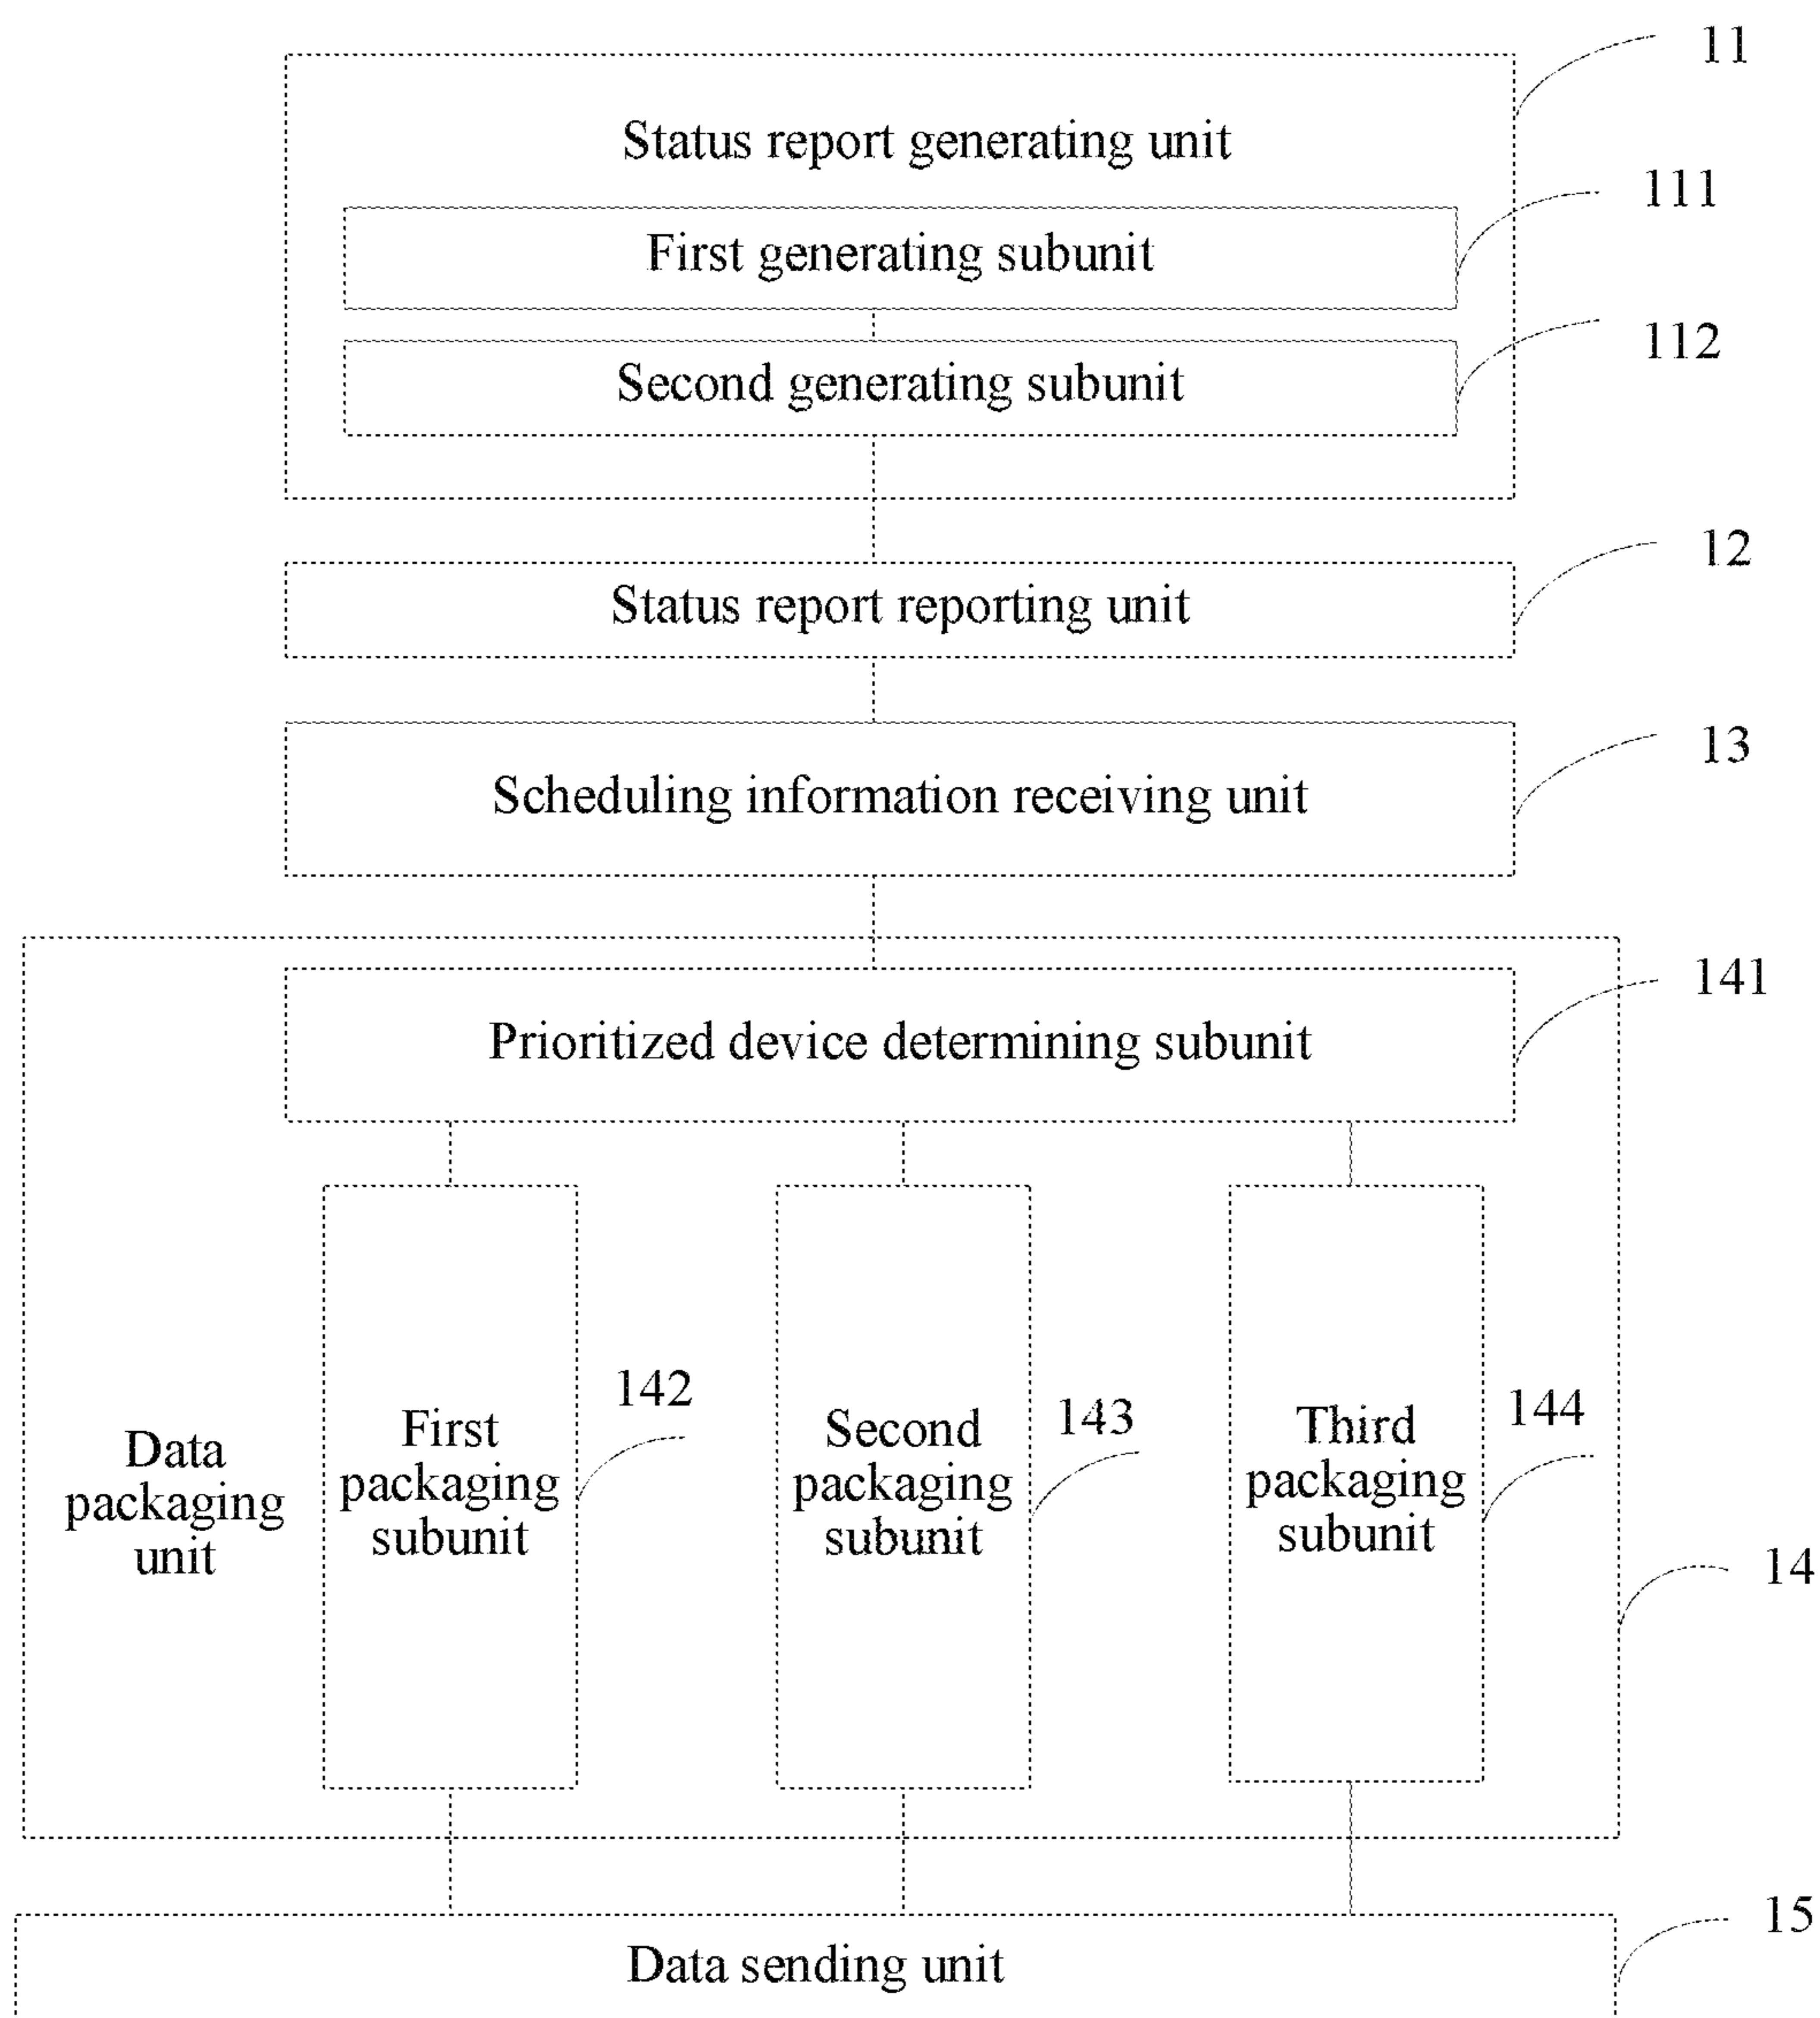 11
Status report generating unit
111
First generating subunit
112
Second generating subunit
12
Status report reporting unit
13
Scheduling information receiving unit
141
Prioritized device determining subunit
Data
packaging
unit
First
packaging
subunit
142
Second
packaging
subunit
143
Third
packaging
subunit
144
14
15
Data sending unit